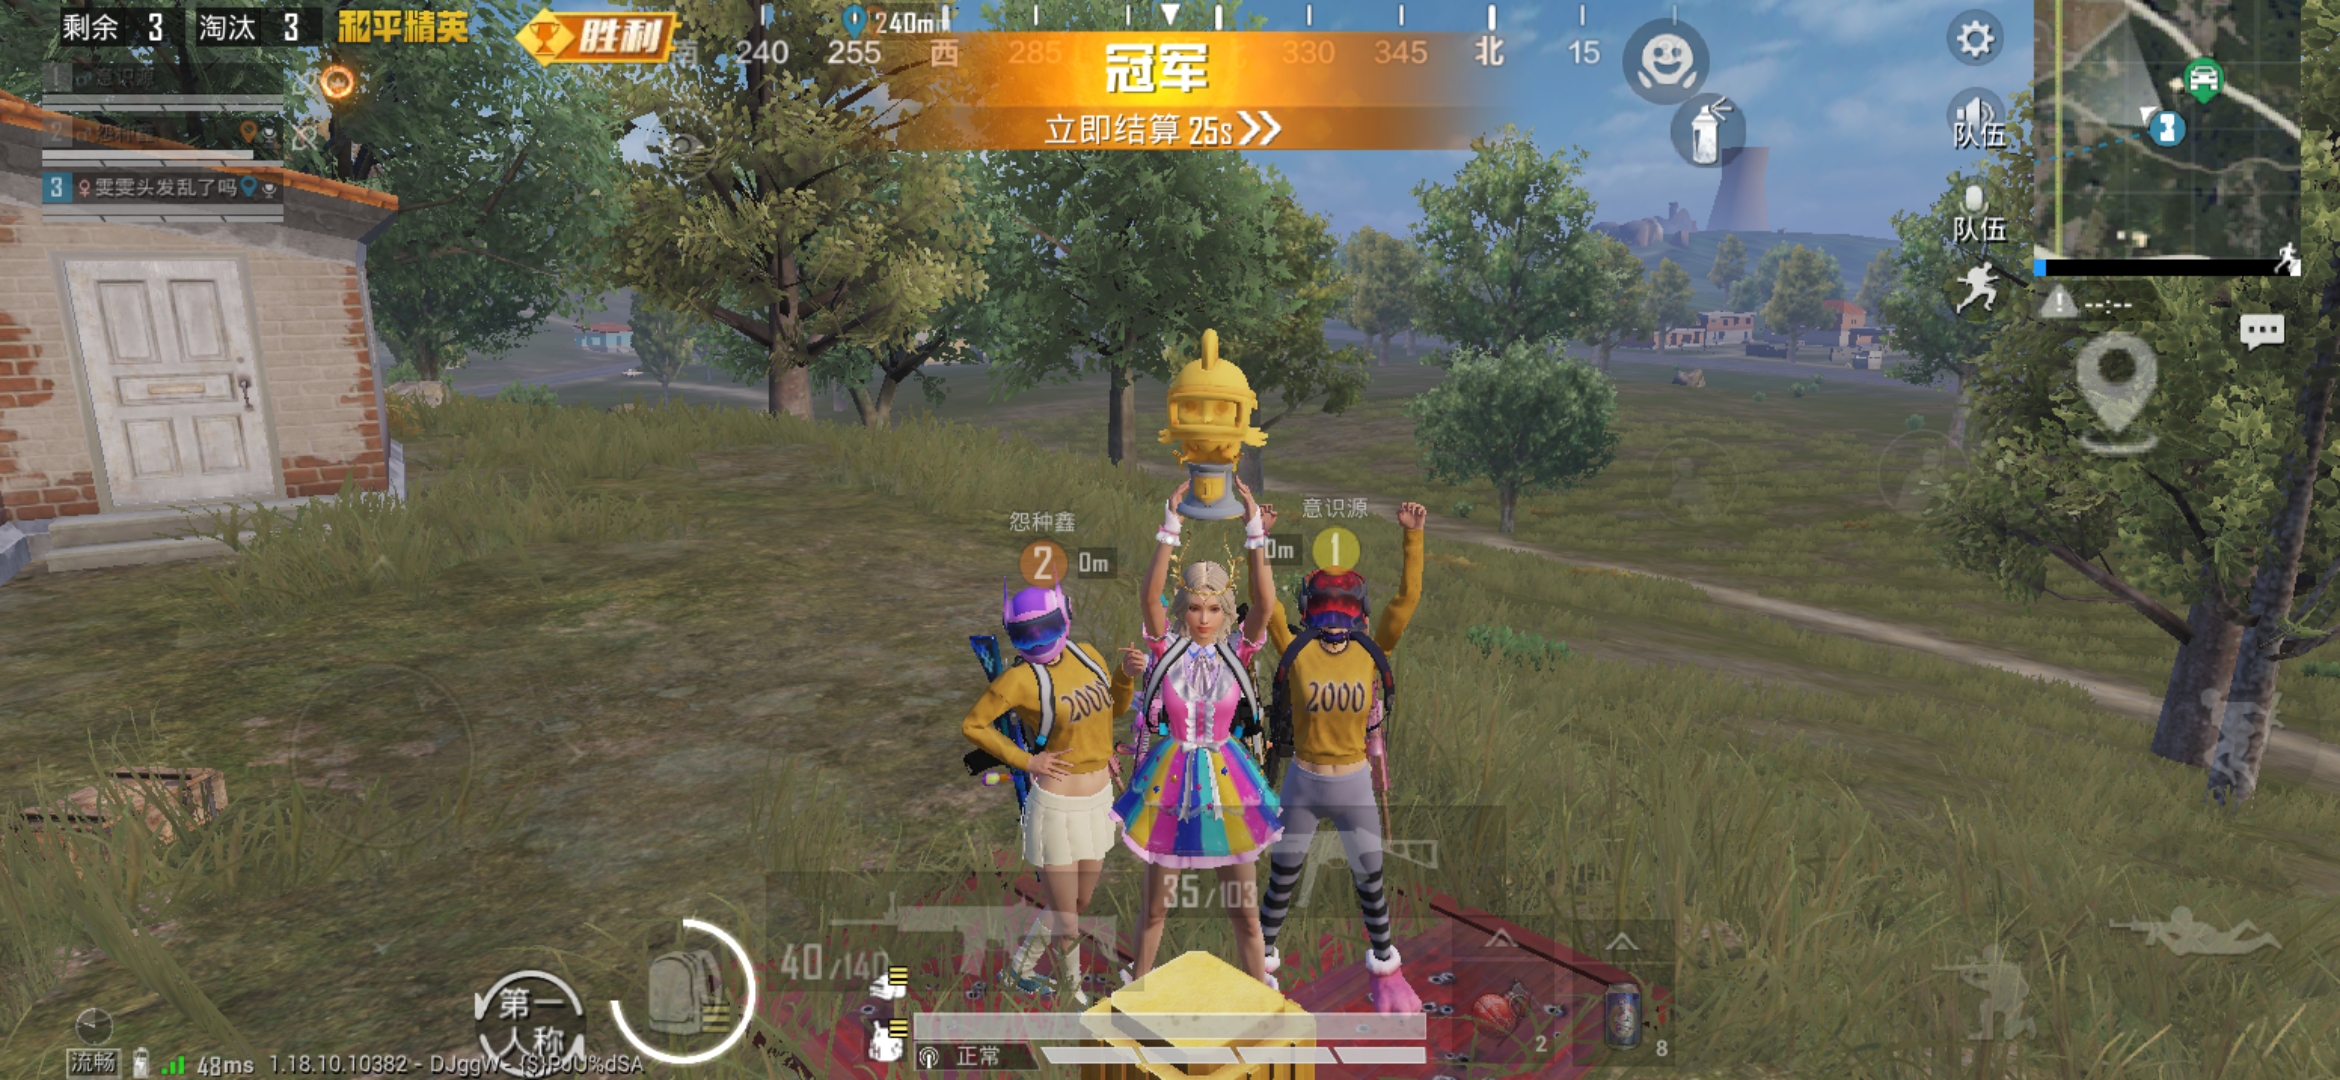 剩余 3 淘汰 3 和平精英
胜利
240m
南 240 255 西 285 330 345 北 15
冠军
立即结算 25s
1 意识源
2 怨种鑫
3 雯雯头发乱了吗
队伍
队伍
3
--:--
怨种鑫
2 0m
意识源
0m 1
2000
2000
35/103
40/140
第一
人称
正常
2
8
流畅 48ms 1.18.10.10382 - DJggW-